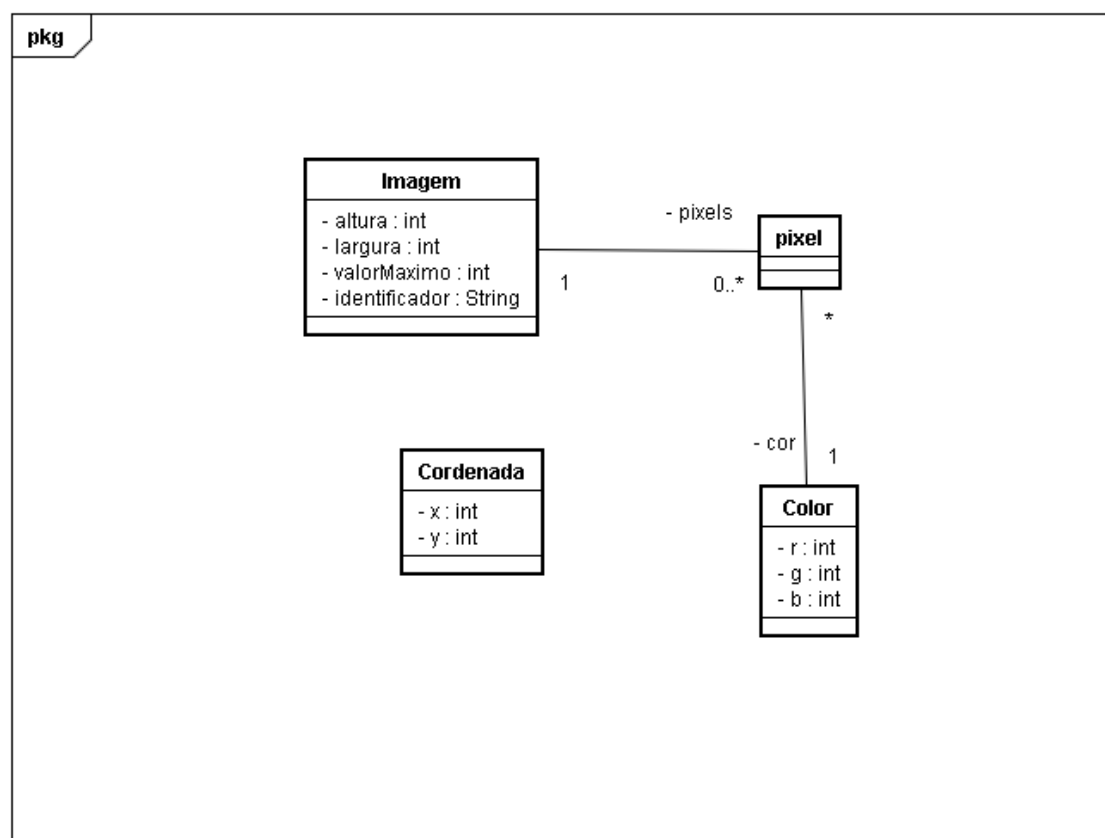 pkg
Imagem
- altura : int
- largura : int
- valorMaximo : int
- identificador : String
- pixels
1
0..*
pixel
*
- cor
1
Cordenada
- x : int
- y : int
Color
- r : int
- g : int
- b : int